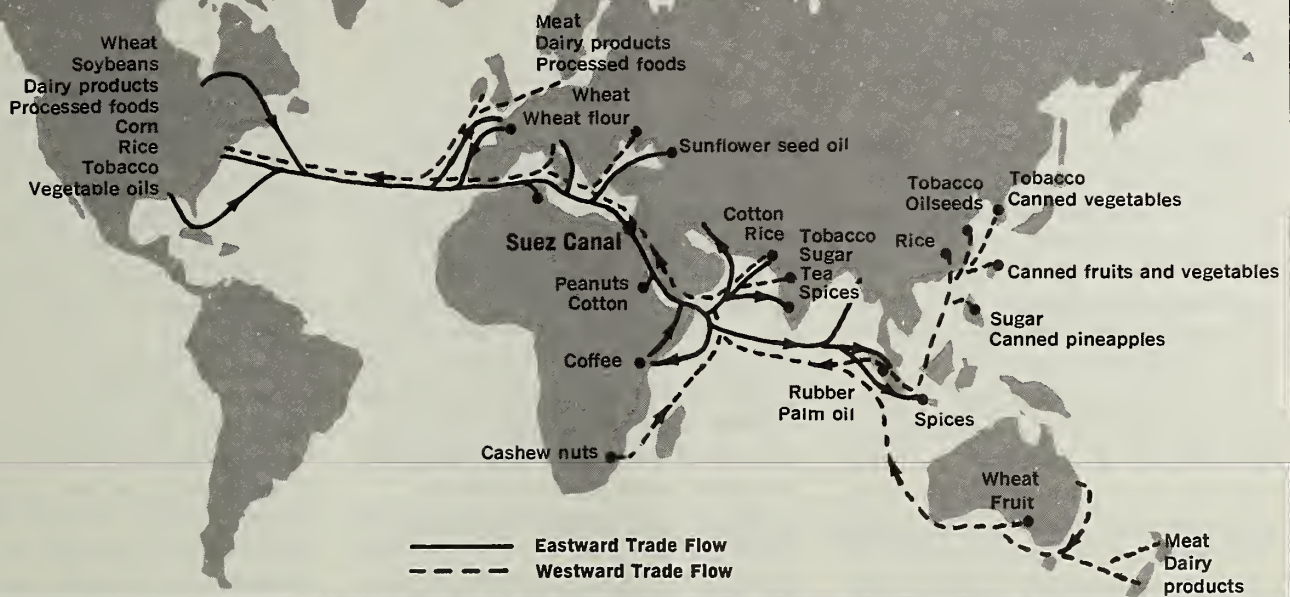 Wheat
Soybeans
Dairy products
Processed foods
Corn
Rice
Tobacco
Vegetable oils
Meat
Dairy products
Processed foods
Wheat
Wheat flour
Sunflower seed oil
Suez Canal
Peanuts
Cotton
Coffee
Cashew nuts
Cotton
Rice
Tobacco
Sugar
Tea
Spices
Tobacco
Oilseeds
Rice
Tobacco
Canned vegetables
Canned fruits and vegetables
Sugar
Canned pineapples
Rubber
Palm oil
Spices
Wheat
Fruit
Meat
Dairy
products
Eastward Trade Flow
Westward Trade Flow